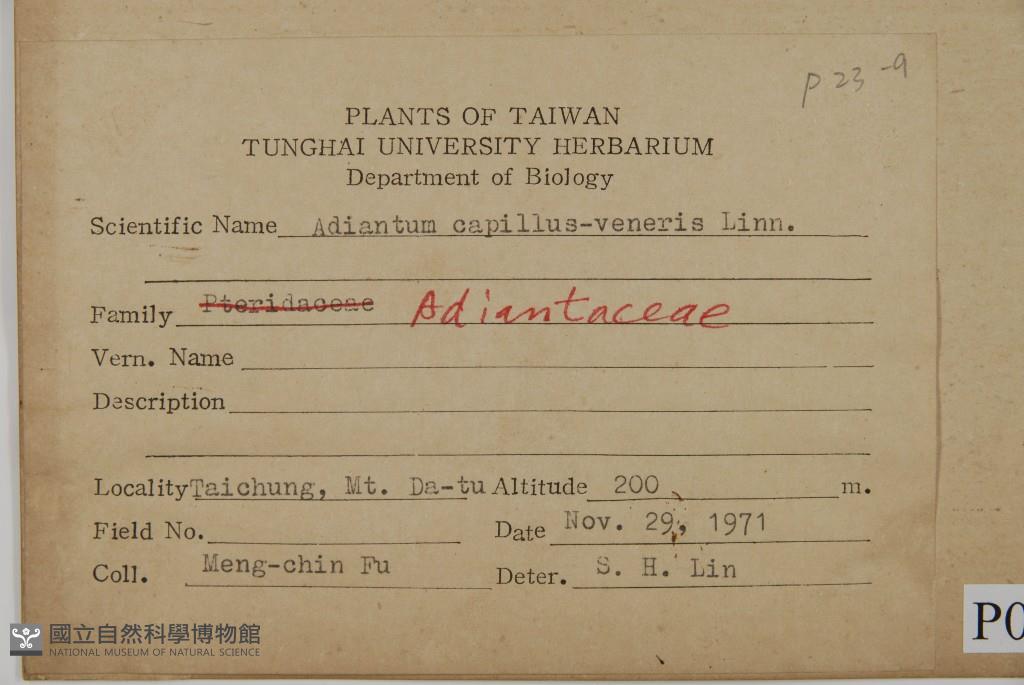 P 23-9
PLANTS OF TAIWAN
TUNGHAI UNIVERSITY HERBARIUM
Department of Biology
Scientific Name Adiantum capillus-veneris Linn.
Family Pteridaceae Adiantaceae
Vern. Name
Description
Locality Taichung, Mt. Da-tu Altitude 200 m.
Field No. Date Nov. 29, 1971
Coll. Meng-chin Fu Deter. S. H. Lin
P0
國立自然科學博物館
NATIONAL MUSEUM OF NATURAL SCIENCE